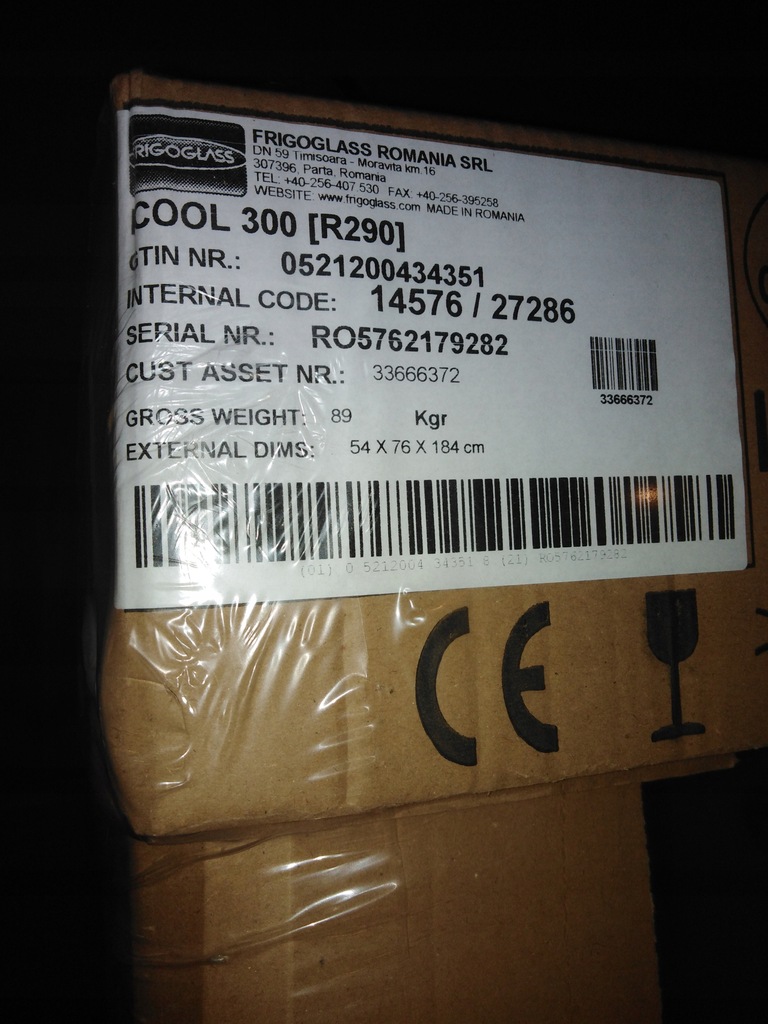 FRIGOGLASS
FRIGOGLASS ROMANIA SRL
DN 59 Timisoara - Moravita km.16
307396, Parta, Romania
TEL: +40-256-407.530 FAX: +40-256-395258
WEBSITE: www.frigoglass.com MADE IN ROMANIA
COOL 300 [R290]
GTIN NR.: 0521200434351
INTERNAL CODE: 14576 / 27286
SERIAL NR.: RO5762179282
CUST ASSET NR.: 33666372
33666372
GROSS WEIGHT: 89 Kgr
EXTERNAL DIMS: 54 X 76 X 184 cm
(01) 0 5212004 34351 8 (21) RO5762179282
CE